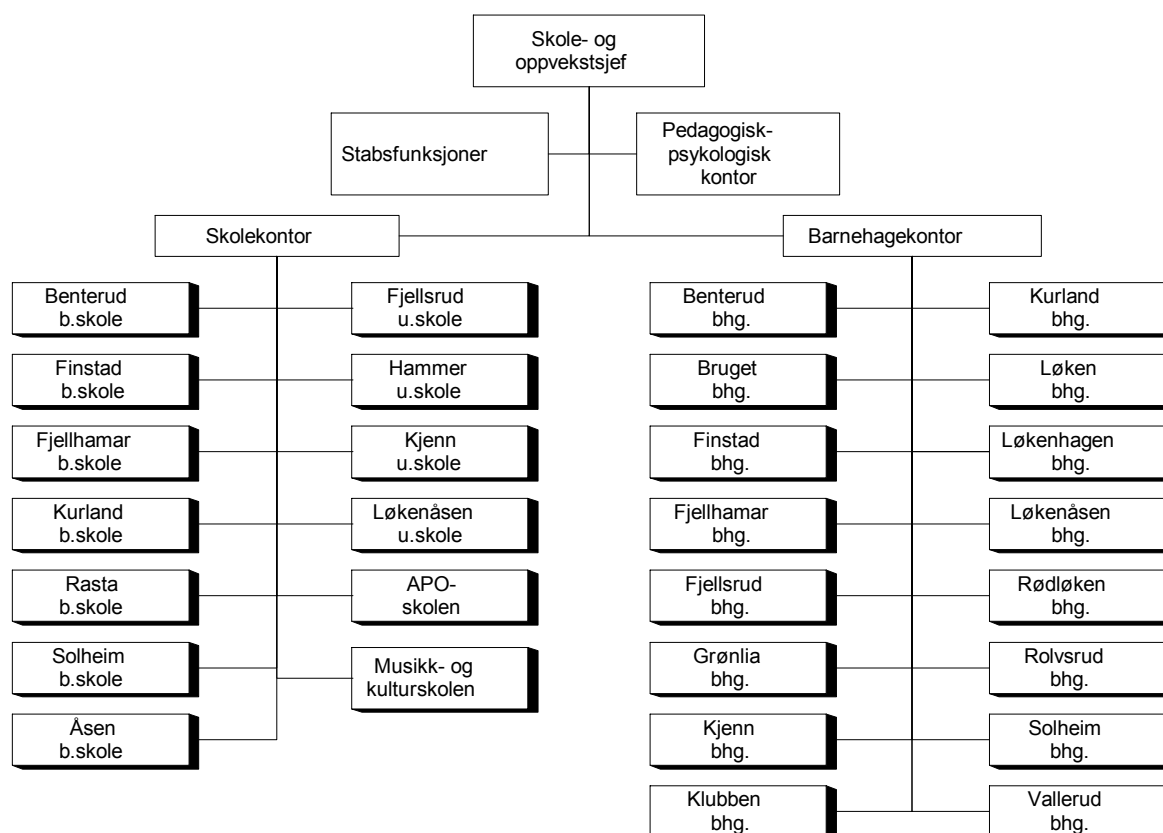 Skole- og
oppvekstsjef
Stabsfunksjoner
Pedagogisk-
psykologisk
kontor
Skolekontor
Barnehagekontor
Benterud
b.skole
Fjellsrud
u.skole
Benterud
bhg.
Kurland
bhg.
Finstad
b.skole
Hammer
u.skole
Bruget
bhg.
Løken
bhg.
Fjellhamar
b.skole
Kjenn
u.skole
Finstad
bhg.
Løkenhagen
bhg.
Kurland
b.skole
Løkenåsen
u.skole
Fjellhamar
bhg.
Løkenåsen
bhg.
Rasta
b.skole
APO-
skolen
Fjellsrud
bhg.
Rødløken
bhg.
Solheim
b.skole
Musikk- og
kulturskolen
Grønlia
bhg.
Rolvsrud
bhg.
Åsen
b.skole
Kjenn
bhg.
Solheim
bhg.
Klubben
bhg.
Vallerud
bhg.